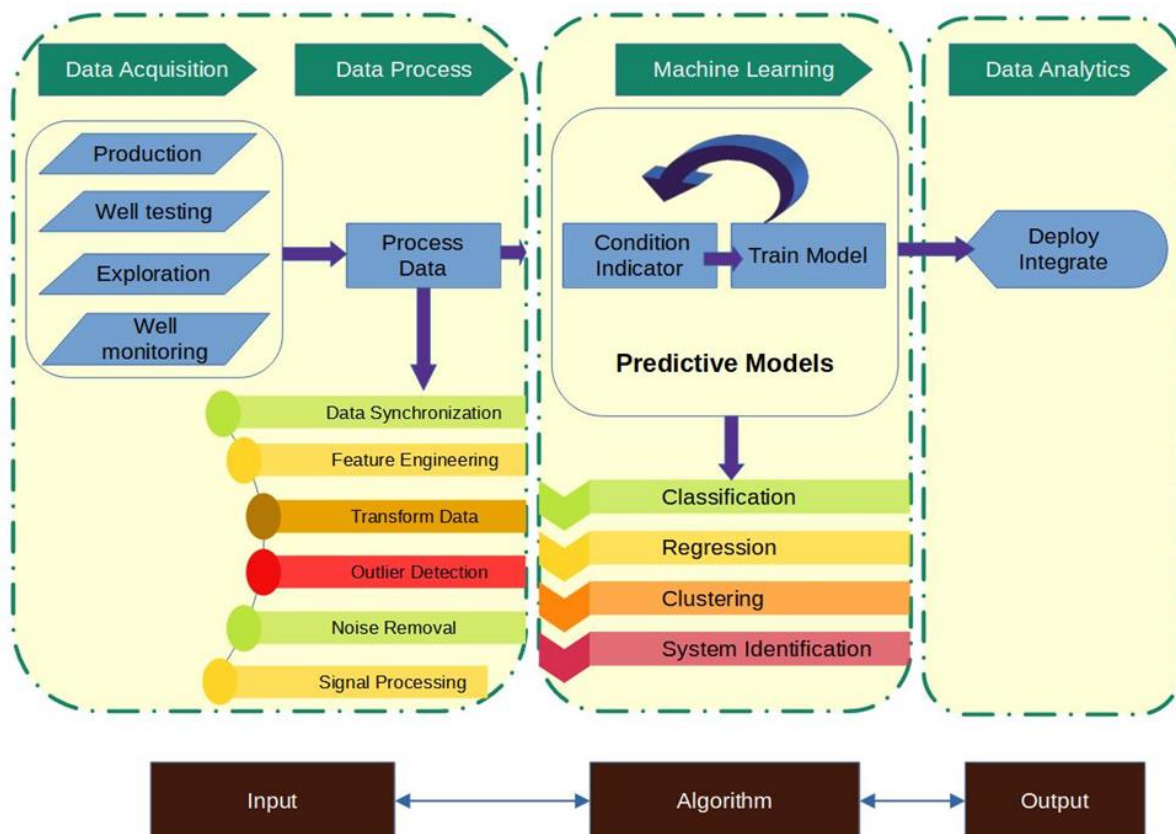 Data Acquisition
Data Process
Machine Learning
Data Analytics
Production
Well testing
Exploration
Well
monitoring
Process
Data
Condition
Indicator
Train Model
Deploy
Integrate
Predictive Models
Data Synchronization
Feature Engineering
Transform Data
Outlier Detection
Noise Removal
Signal Processing
Classification
Regression
Clustering
System Identification
Input
Algorithm
Output